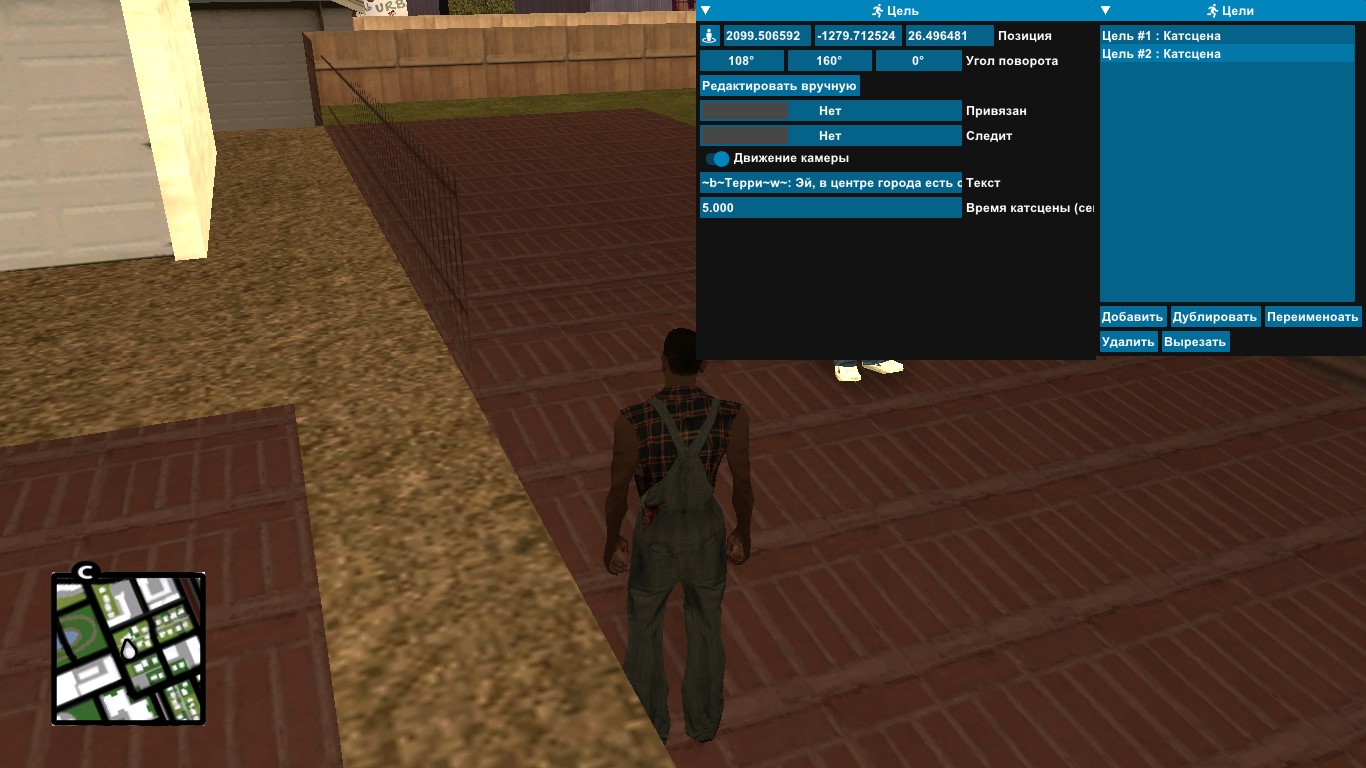 URB
Цель
2099.506592 -1279.712524 26.496481 Позиция
108° 160° 0° Угол поворота
Редактировать вручную
Нет Привязан
Нет Следит
Движение камеры
~b~Терри~w~: Эй, в центре города есть Текст
5.000 Время катсцены
Цели
Цель #1 : Катсцена
Цель #2 : Катсцена
Добавить Дублировать Переименоать
Удалить Вырезать
C